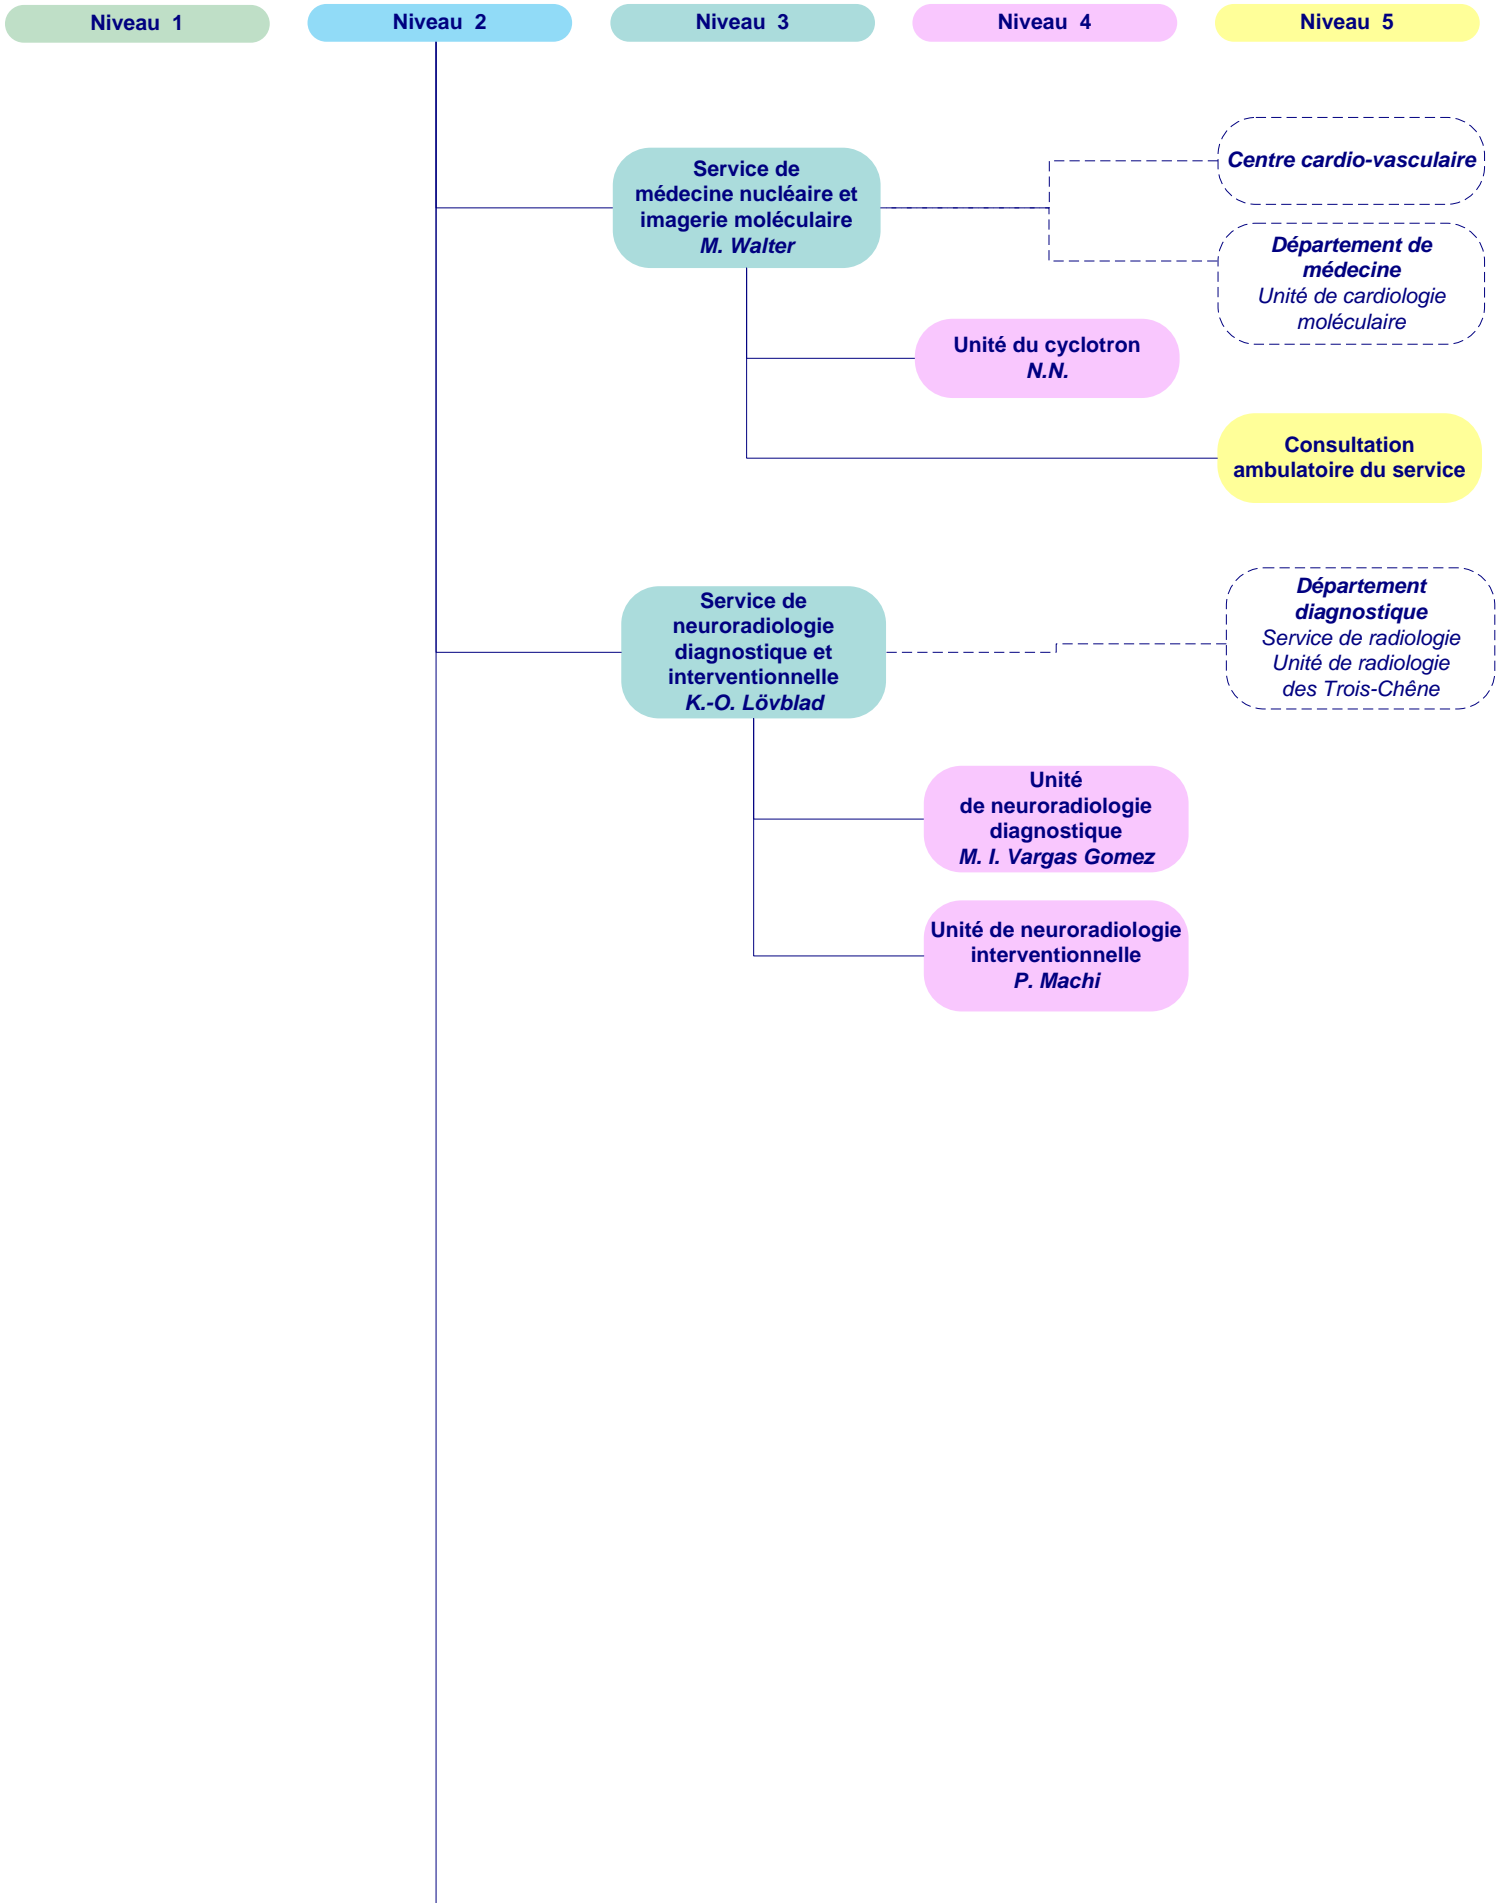 Niveau 1
Niveau 2
Niveau 3
Niveau 4
Niveau 5
Service de
médecine nucléaire et
imagerie moléculaire
M. Walter
Centre cardio-vasculaire
Département de
médecine
Unité de cardiologie
moléculaire
Unité du cyclotron
N.N.
Consultation
ambulatoire du service
Service de
neuroradiologie
diagnostique et
interventionnelle
K.-O. Lövblad
Département
diagnostique
Service de radiologie
Unité de radiologie
des Trois-Chêne
Unité
de neuroradiologie
diagnostique
M. I. Vargas Gomez
Unité de neuroradiologie
interventionnelle
P. Machi